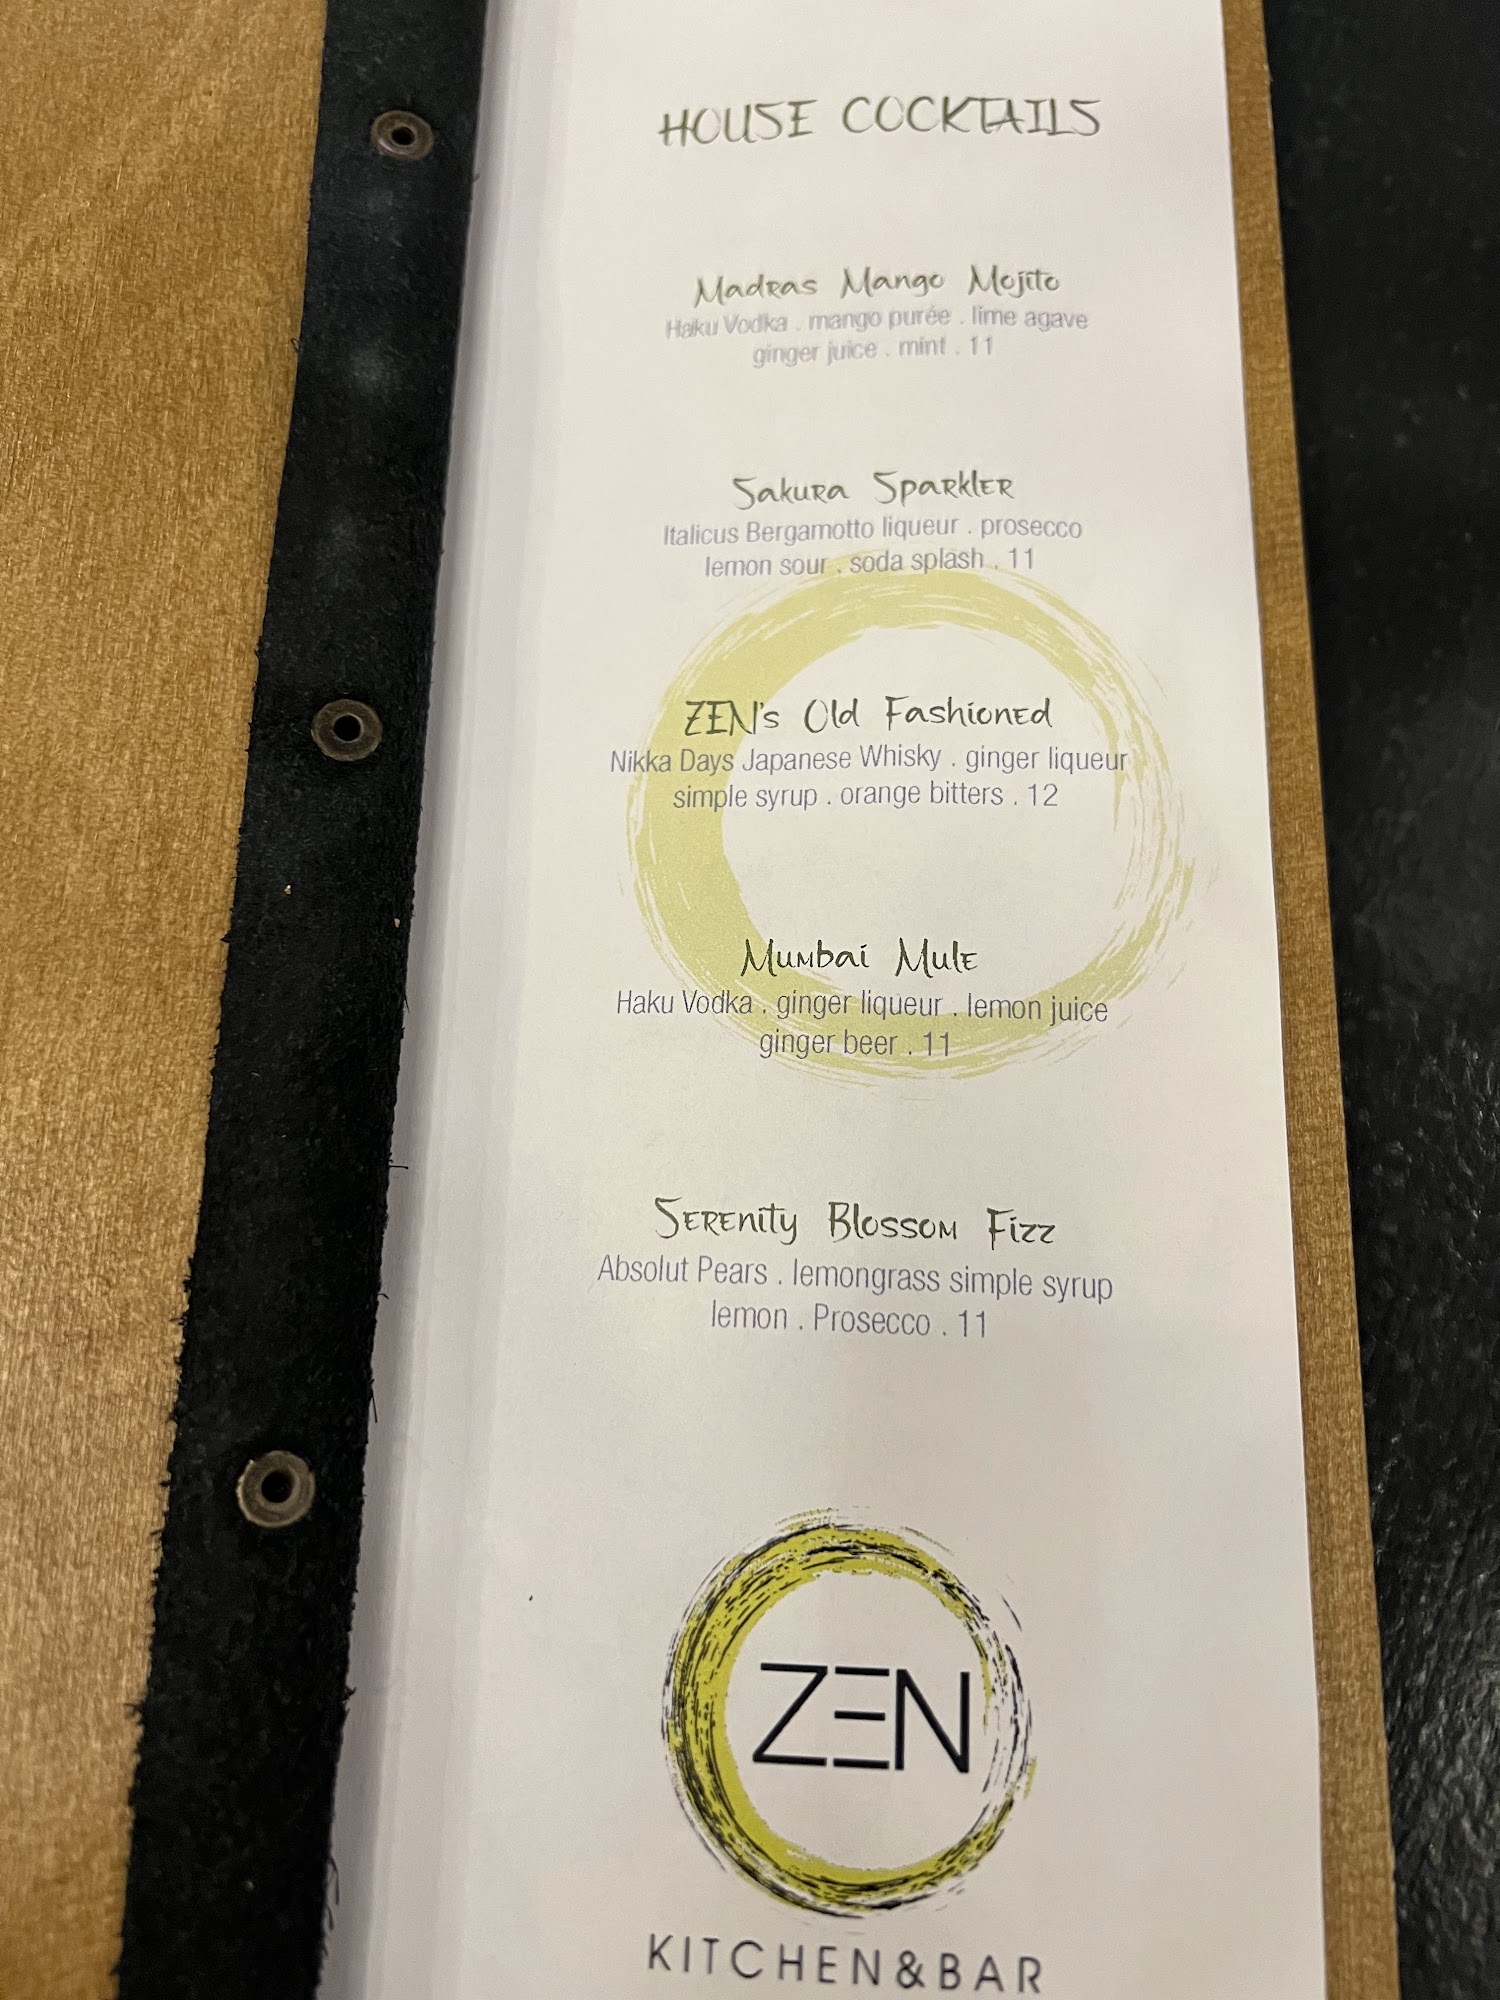 HOUSE COCKTAILS
Madras Mango Mojito
Haku Vodka . mango purée . lime agave
ginger juice . mint . 11
Sakura Sparkler
Italicus Bergamotto liqueur . prosecco
lemon sour . soda splash . 11
ZEN's Old Fashioned
Nikka Days Japanese Whisky . ginger liqueur
simple syrup . orange bitters . 12
Mumbai Mule
Haku Vodka . ginger liqueur . lemon juice
ginger beer . 11
Serenity Blossom Fizz
Absolut Pears . lemongrass simple syrup
lemon . Prosecco . 11
ZEN
KITCHEN&BAR